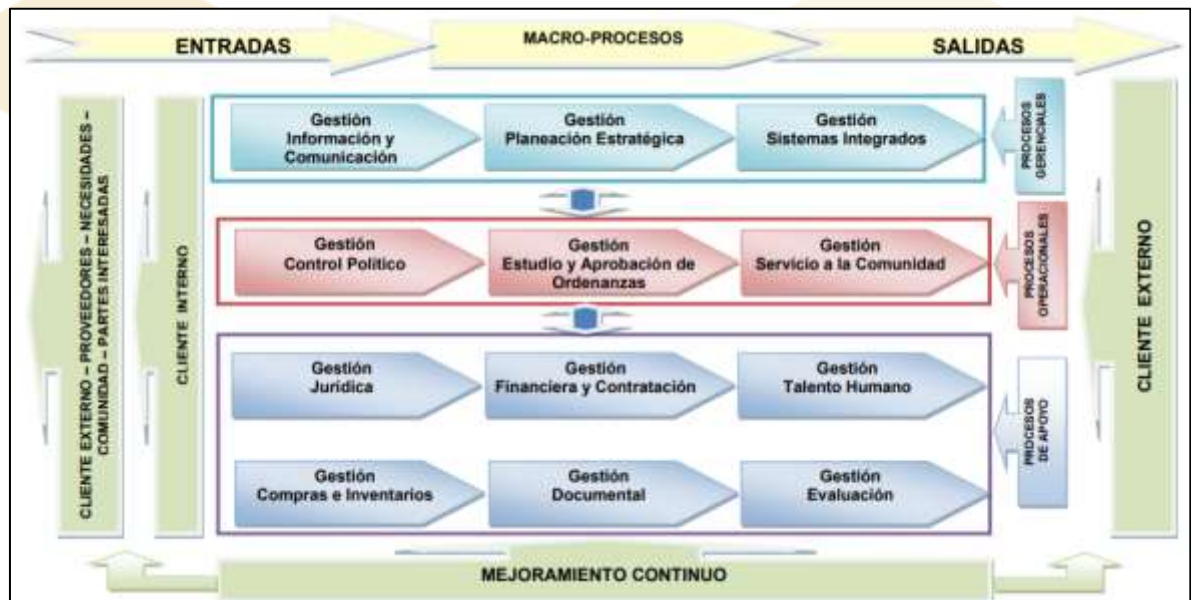 ENTRADAS
MACRO-PROCESOS
SALIDAS
CLIENTE EXTERNO – PROVEEDORES – NECESIDADES –
COMUNIDAD – PARTES INTERESADAS
CLIENTE INTERNO
Gestión
Información y
Comunicación
Gestión
Planeación Estratégica
Gestión
Sistemas Integrados
PROCESOS
GERENCIALES
Gestión
Control Político
Gestión
Estudio y Aprobación de
Ordenanzas
Gestión
Servicio a la Comunidad
PROCESOS
OPERACIONALES
Gestión
Jurídica
Gestión
Financiera y Contratación
Gestión
Talento Humano
Gestión
Compras e Inventarios
Gestión
Documental
Gestión
Evaluación
PROCESOS
DE APOYO
CLIENTE EXTERNO
MEJORAMIENTO CONTINUO